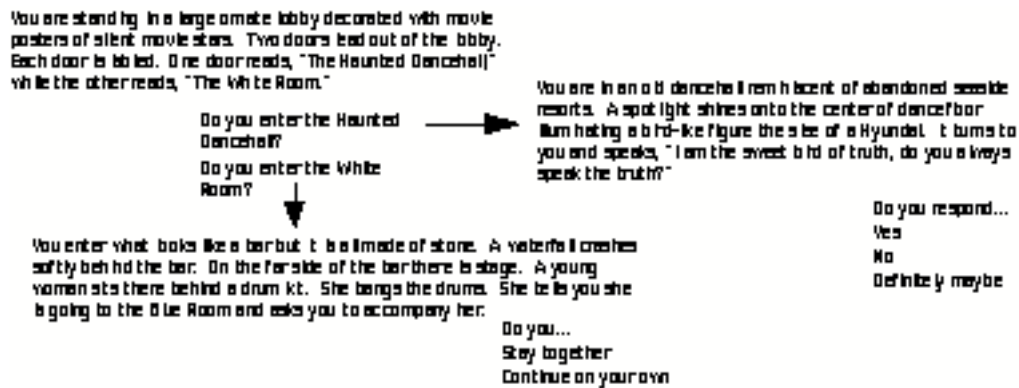 You are standing in a large ornate lobby decorated with movie
posters of silent movie stars. Two doors lead out of the lobby.
Each door is labled. One door reads, "The Haunted Dancehall"
while the other reads, "The White Room."
Do you enter the Haunted
Dancehall?
Do you enter the White
Room?
You are in an old dancehall reminiscent of abandoned seaside
resorts. A spot light shines onto the center of dancefloor
illuminating a bird-like figure the size of a Hyundai. It turns to
you and speaks, "I am the sweet bird of truth, do you always
speak the truth?"
Do you respond...
Yes
No
Definitely maybe
You enter what looks like a bar but it is all made of stone. A waterfall crashes
softly behind the bar. On the far side of the bar there is stage. A young
woman sits there behind a drum kit. She bangs the drums. She tells you she
is going to the Blue Room and asks you to accompany her.
Do you...
Stay together
Continue on your own